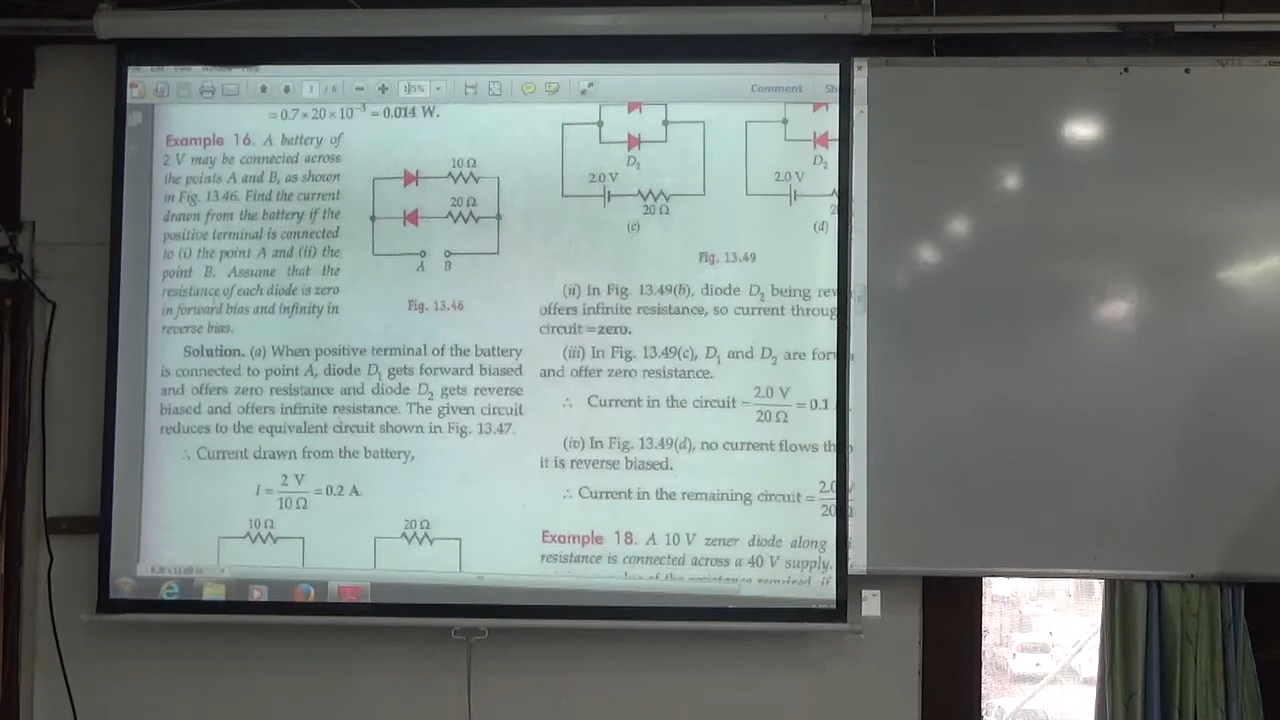 Edit View Window Help
3 / 6
125%
Comment
= 0.7 × 20 × 10⁻³ = 0.014 W.
Example 16. A battery of
2 V may be connected across
the points A and B, as shown
in Fig. 13.46. Find the current
drawn from the battery if the
positive terminal is connected
to (i) the point A and (ii) the
point B. Assume that the
resistance of each diode is zero
in forward bias and infinity in
reverse bias.
10 Ω
20 Ω
A B
Fig. 13.46
Solution. (a) When positive terminal of the battery
is connected to point A, diode D₁ gets forward biased
and offers zero resistance and diode D₂ gets reverse
biased and offers infinite resistance. The given circuit
reduces to the equivalent circuit shown in Fig. 13.47.
∴ Current drawn from the battery,
I = 2 V / 10 Ω = 0.2 A
10 Ω
20 Ω
D₁
2.0 V
20 Ω
(c)
D₂
2.0 V
(d)
Fig. 13.49
(ii) In Fig. 13.49(b), diode D₂ being rev
offers infinite resistance, so current throug
circuit = zero.
(iii) In Fig. 13.49(c), D₁ and D₂ are for
and offer zero resistance.
∴ Current in the circuit = 2.0 V / 20 Ω = 0.1
(iv) In Fig. 13.49(d), no current flows th
it is reverse biased.
∴ Current in the remaining circuit = 2.0 / 20
Example 18. A 10 V zener diode along
resistance is connected across a 40 V supply.